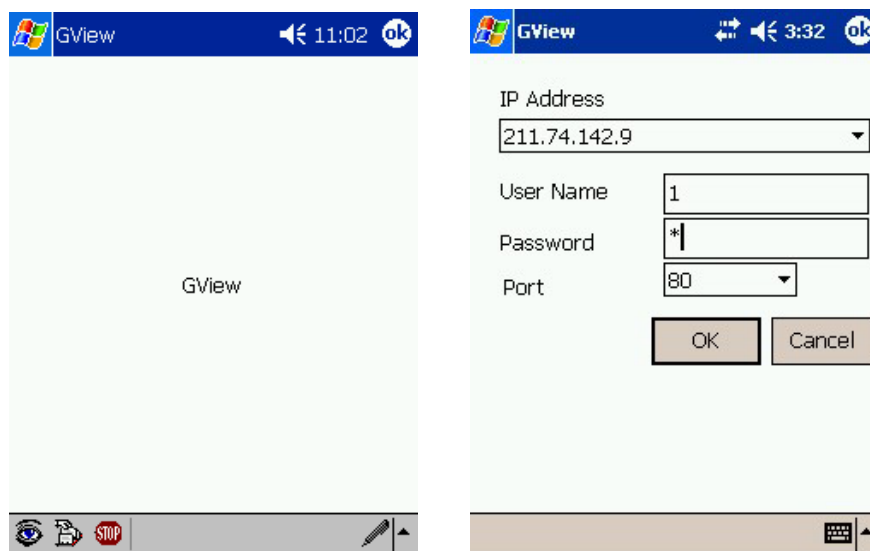 GView 11:02 ok
GView
STOP
GView 3:32 ok
IP Address
211.74.142.9
User Name 1
Password *
Port 80
OK Cancel